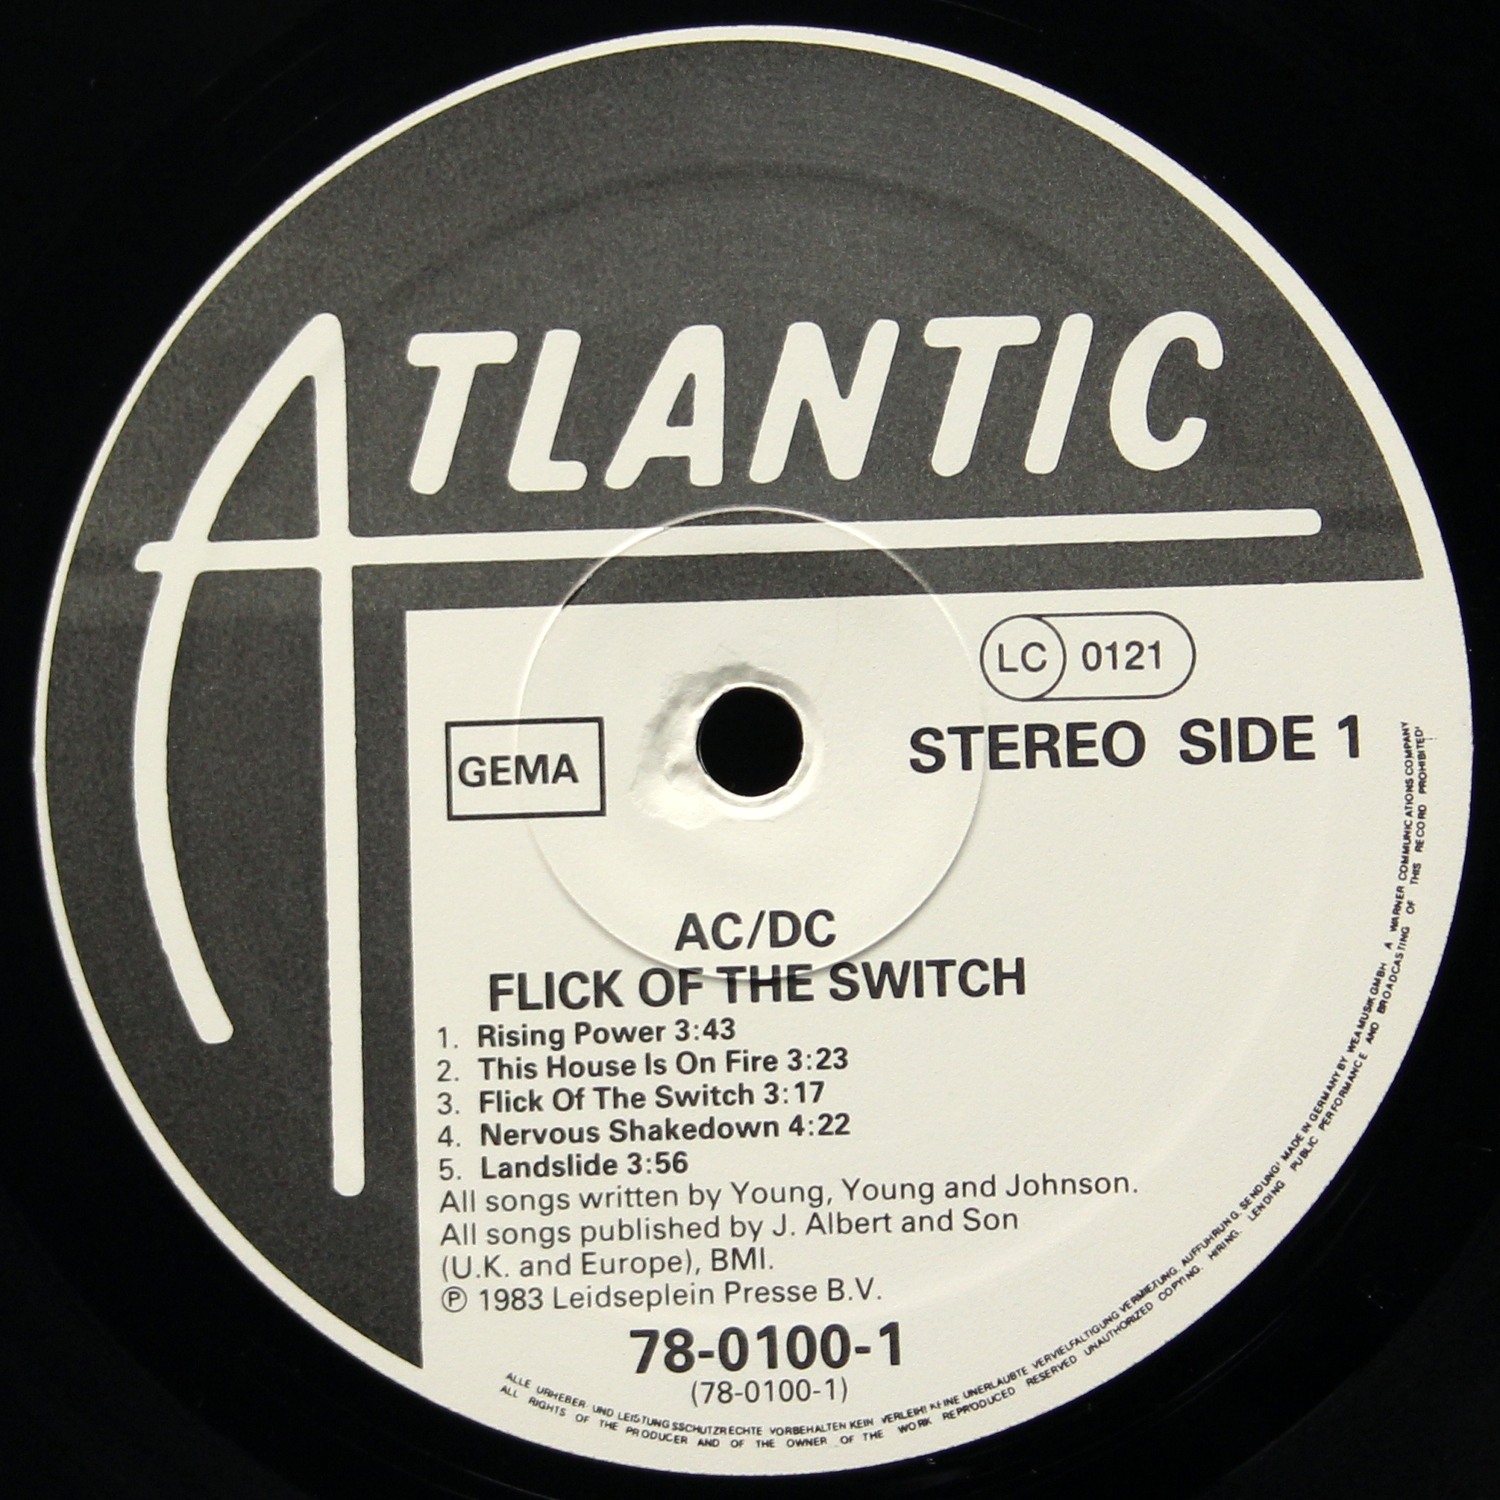 ATLANTIC
LC 0121
GEMA
STEREO SIDE 1
AC/DC
FLICK OF THE SWITCH
1. Rising Power 3:43
2. This House Is On Fire 3:23
3. Flick Of The Switch 3:17
4. Nervous Shakedown 4:22
5. Landslide 3:56
All songs written by Young, Young and Johnson.
All songs published by J. Albert and Son
(U.K. and Europe), BMI.
Ⓟ 1983 Leidseplein Presse B.V.
78-0100-1
(78-0100-1)
ALLE URHEBER UND LEISTUNGSSCHUTZRECHTE VORBEHALTEN KEIN VERLEIH! KEINE UNERLAUBTE VERVIELFALTIGUNG VERMIETUNG. AUFFUHRUNG. SENDUNG! MADE IN GERMANY BY WEA MUSIK GMBH A WARNER COMMUNICATIONS COMPANY
ALL RIGHTS OF THE PRODUCER AND OF THE OWNER OF THE WORK REPRODUCED RESERVED UNAUTHORIZED COPYING. HIRING. LENDING PUBLIC PERFORMANCE AND BROADCASTING OF THIS RECORD PROHIBITED!